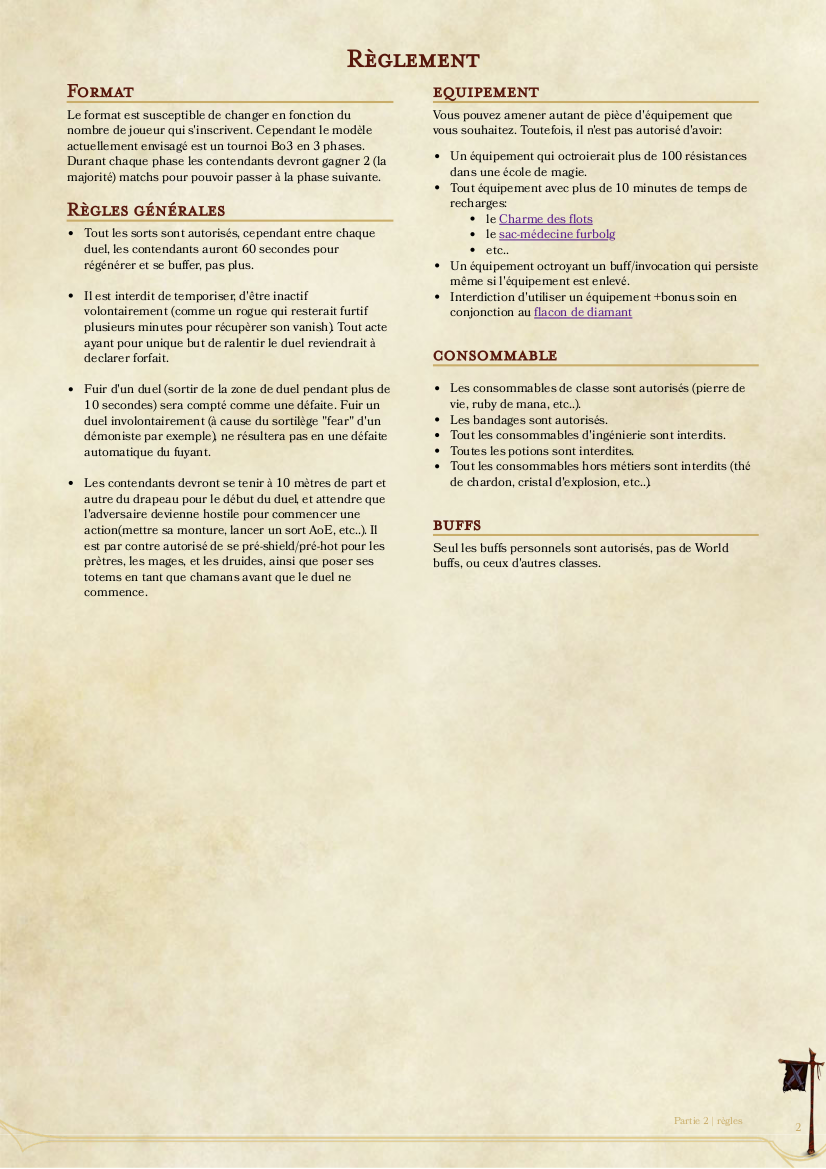 Règlement
Format
Le format est susceptible de changer en fonction du
nombre de joueur qui s'inscrivent. Cependant le modèle
actuellement envisagé est un tournoi Bo3 en 3 phases.
Durant chaque phase les contendants devront gagner 2 (la
majorité) matchs pour pouvoir passer à la phase suivante.
Règles générales
• Tout les sorts sont autorisés, cependant entre chaque
duel, les contendants auront 60 secondes pour
régénérer et se buffer, pas plus.
• Il est interdit de temporiser, d'être inactif
volontairement (comme un rogue qui resterait furtif
plusieurs minutes pour récupèrer son vanish). Tout acte
ayant pour unique but de ralentir le duel reviendrait à
declarer forfait.
• Fuir d'un duel (sortir de la zone de duel pendant plus de
10 secondes) sera compté comme une défaite. Fuir un
duel involontairement (à cause du sortilège "fear" d'un
démoniste par exemple), ne résultera pas en une défaite
automatique du fuyant.
• Les contendants devront se tenir à 10 mètres de part et
autre du drapeau pour le début du duel, et attendre que
l'adversaire devienne hostile pour commencer une
action(mettre sa monture, lancer un sort AoE, etc..). Il
est par contre autorisé de se pré-shield/pré-hot pour les
prètres, les mages, et les druides, ainsi que poser ses
totems en tant que chamans avant que le duel ne
commence.
equipement
Vous pouvez amener autant de pièce d'équipement que
vous souhaitez. Toutefois, il n'est pas autorisé d'avoir:
• Un équipement qui octroierait plus de 100 résistances
dans une école de magie.
• Tout équipement avec plus de 10 minutes de temps de
recharges:
• le Charme des flots
• le sac-médecine furbolg
• etc..
• Un équipement octroyant un buff/invocation qui persiste
même si l'équipement est enlevé.
• Interdiction d'utiliser un équipement +bonus soin en
conjonction au flacon de diamant
consommable
• Les consommables de classe sont autorisés (pierre de
vie, ruby de mana, etc..).
• Les bandages sont autorisés.
• Tout les consommables d'ingénierie sont interdits.
• Toutes les potions sont interdites.
• Tout les consommables hors métiers sont interdits (thé
de chardon, cristal d'explosion, etc..).
buffs
Seul les buffs personnels sont autorisés, pas de World
buffs, ou ceux d'autres classes.
Partie 2 | règles
2